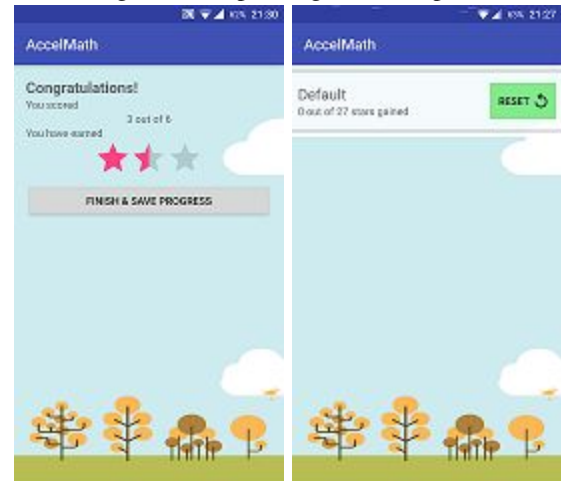 21:30
AccelMath
Congratulations!
You scored
3 out of 6
You have earned
FINISH & SAVE PROGRESS
63% 21:27
AccelMath
Default
0 out of 27 stars gained
RESET